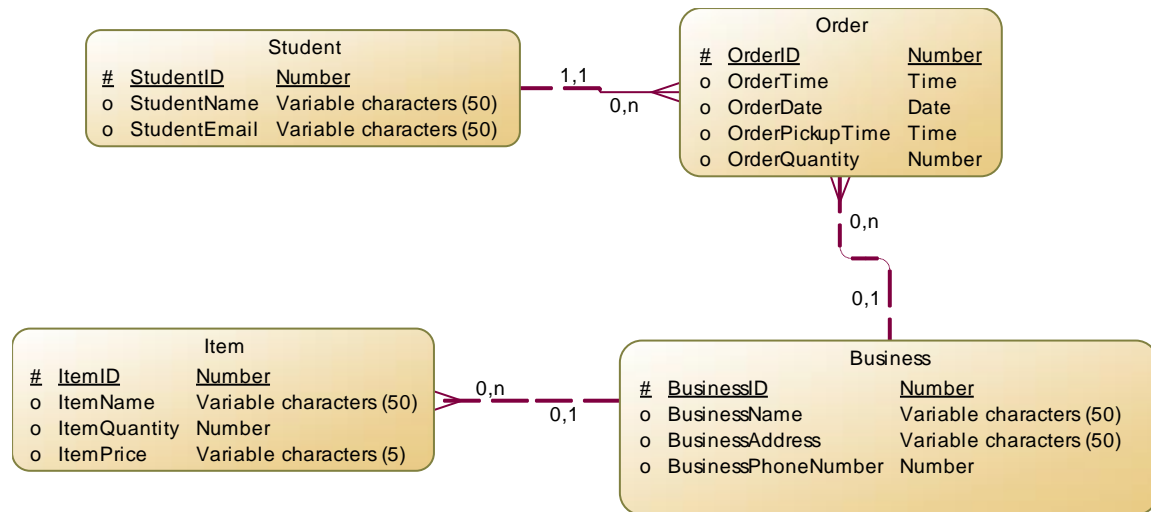 Student
# StudentID Number
o StudentName Variable characters (50)
o StudentEmail Variable characters (50)
1,1
0,n
Order
# OrderID Number
o OrderTime Time
o OrderDate Date
o OrderPickupTime Time
o OrderQuantity Number
0,n
0,1
Item
# ItemID Number
o ItemName Variable characters (50)
o ItemQuantity Number
o ItemPrice Variable characters (5)
0,n
0,1
Business
# BusinessID Number
o BusinessName Variable characters (50)
o BusinessAddress Variable characters (50)
o BusinessPhoneNumber Number